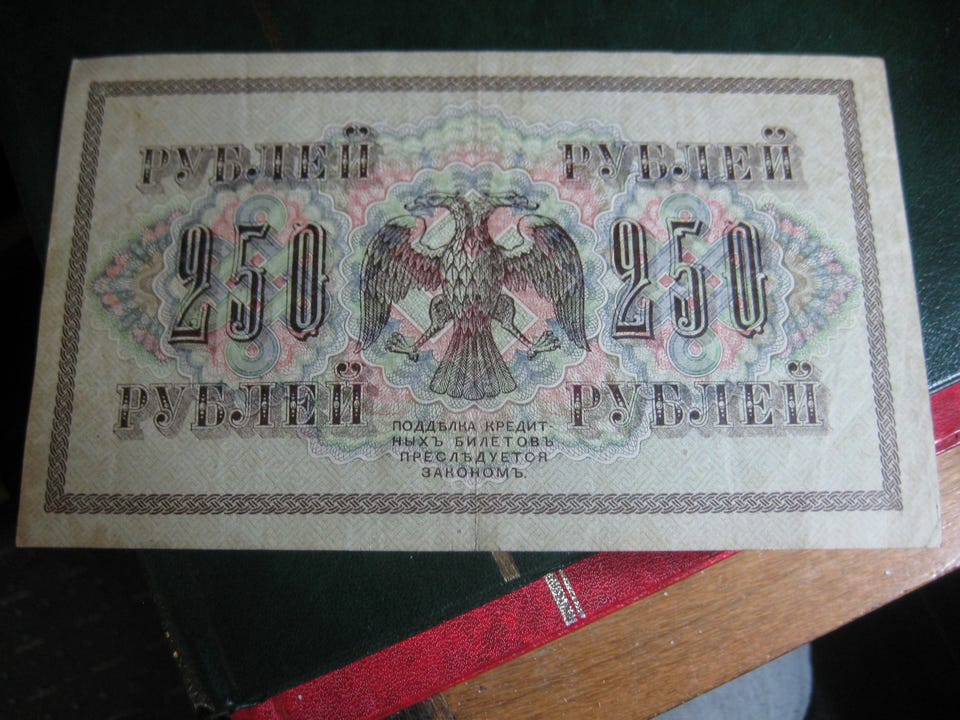 РУБЛЕЙ РУБЛЕЙ
250 250
РУБЛЕЙ РУБЛЕЙ
ПОДДѢЛКА КРЕДИТ-
НЫХЪ БИЛЕТОВЪ
ПРЕСЛѢДУЕТСЯ
ЗАКОНОМЪ.